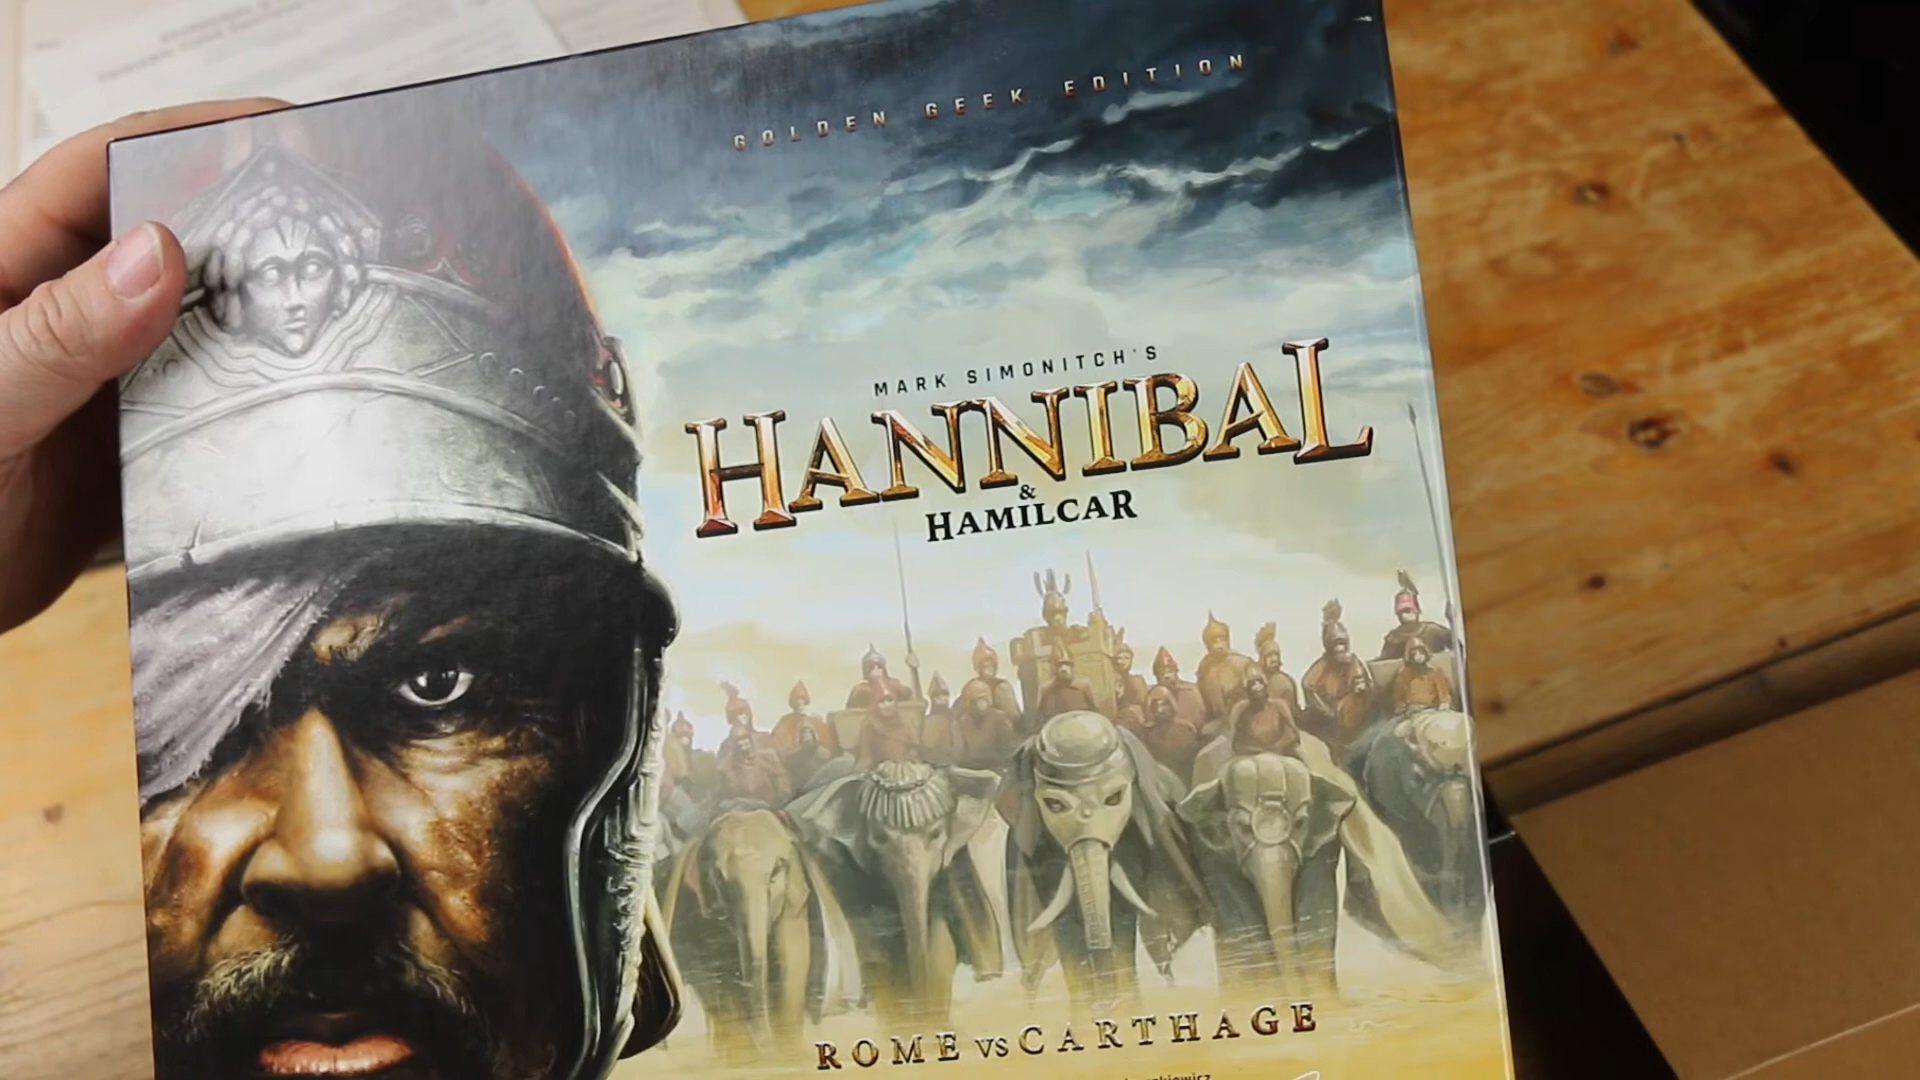 GOLDEN GEEK EDITION
MARK SIMONITCH'S
HANNIBAL
&
HAMILCAR
ROME VS CARTHAGE